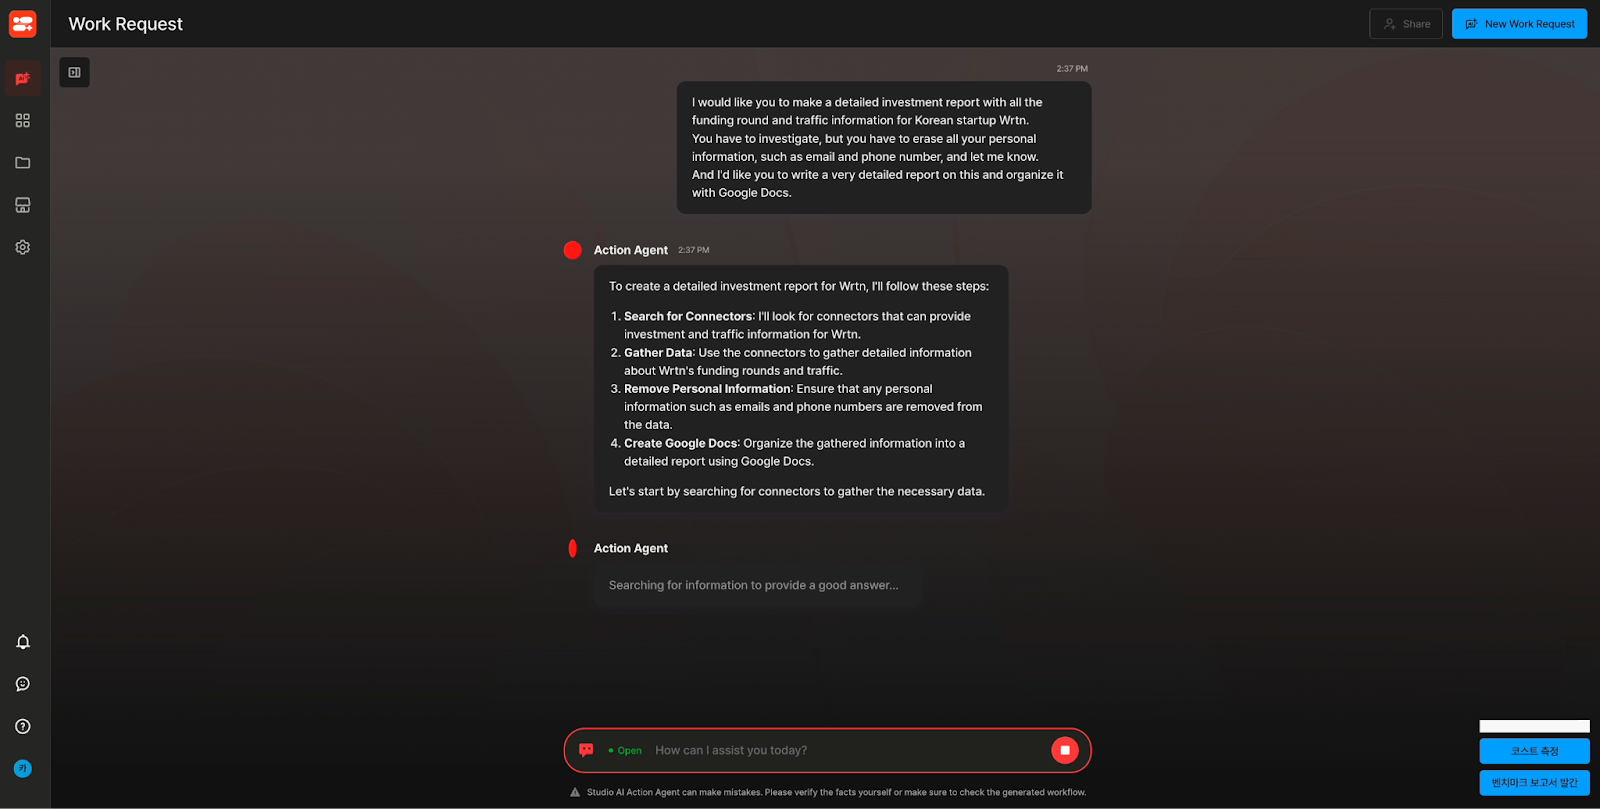 Work Request
Share
New Work Request
2:37 PM
I would like you to make a detailed investment report with all the
funding round and traffic information for Korean startup Wrtn.
You have to investigate, but you have to erase all your personal
information, such as email and phone number, and let me know.
And I'd like you to write a very detailed report on this and organize it
with Google Docs.
Action Agent 2:37 PM
To create a detailed investment report for Wrtn, I'll follow these steps:
1. Search for Connectors: I'll look for connectors that can provide
investment and traffic information for Wrtn.
2. Gather Data: Use the connectors to gather detailed information
about Wrtn's funding rounds and traffic.
3. Remove Personal Information: Ensure that any personal
information such as emails and phone numbers are removed from
the data.
4. Create Google Docs: Organize the gathered information into a
detailed report using Google Docs.
Let's start by searching for connectors to gather the necessary data.
Action Agent
Searching for information to provide a good answer...
Open How can I assist you today?
Studio AI Action Agent can make mistakes. Please verify the facts yourself or make sure to check the generated workflow.
코스트 측정
벤치마크 보고서 발간
카